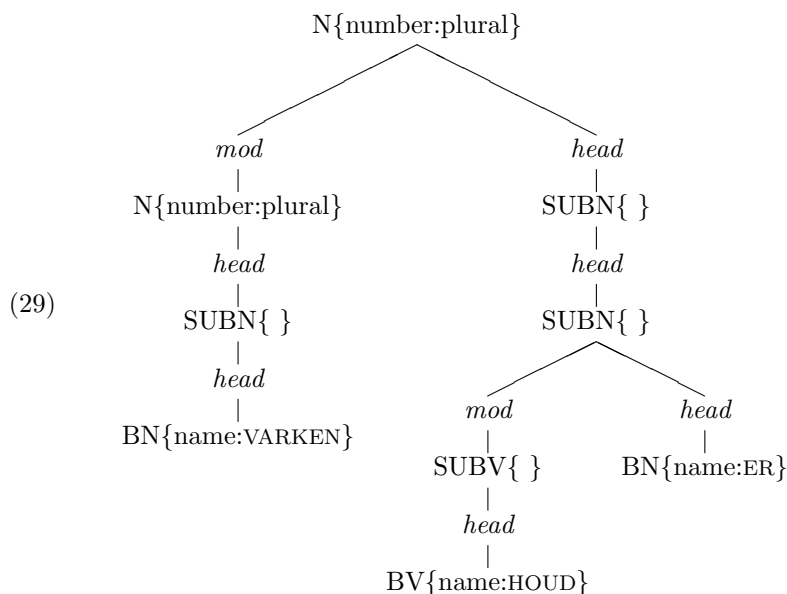 N{number:plural}
mod head
N{number:plural} SUBN{ }
head head
(29)
SUBN{ } SUBN{ }
head mod head
BN{name:VARKEN} SUBV{ } BN{name:ER}
head
BV{name:HOUD}